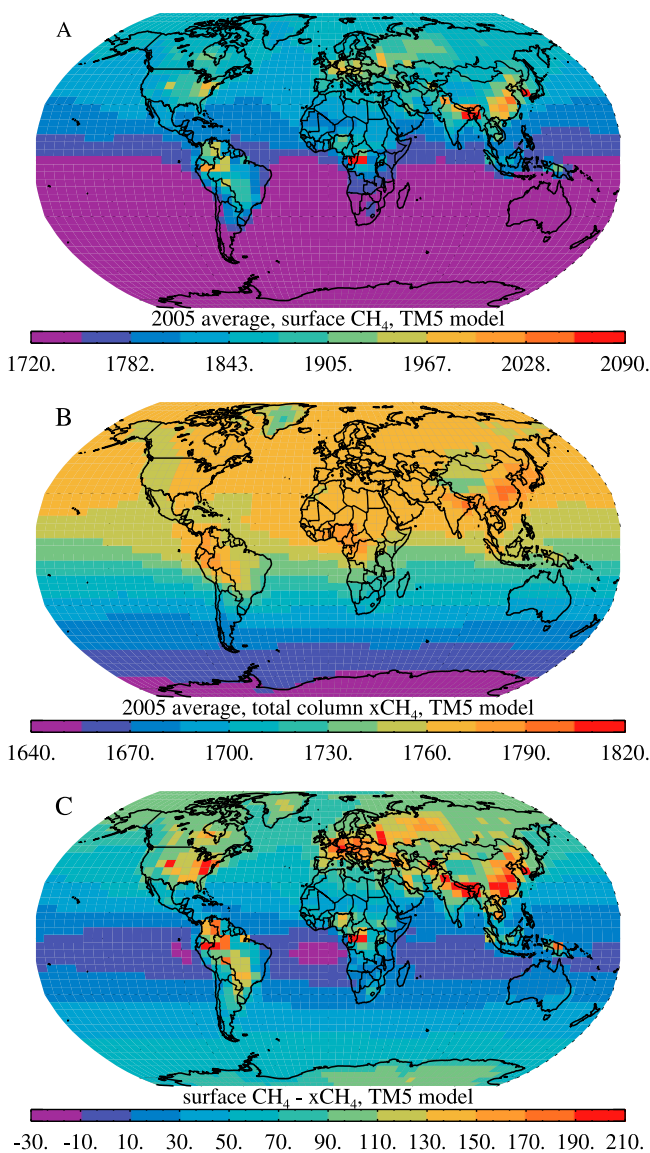 A
2005 average, surface CH₄, TM5 model
1720. 1782. 1843. 1905. 1967. 2028. 2090.
B
2005 average, total column xCH₄, TM5 model
1640. 1670. 1700. 1730. 1760. 1790. 1820.
C
surface CH₄ - xCH₄, TM5 model
-30. -10. 10. 30. 50. 70. 90. 110. 130. 150. 170. 190. 210.